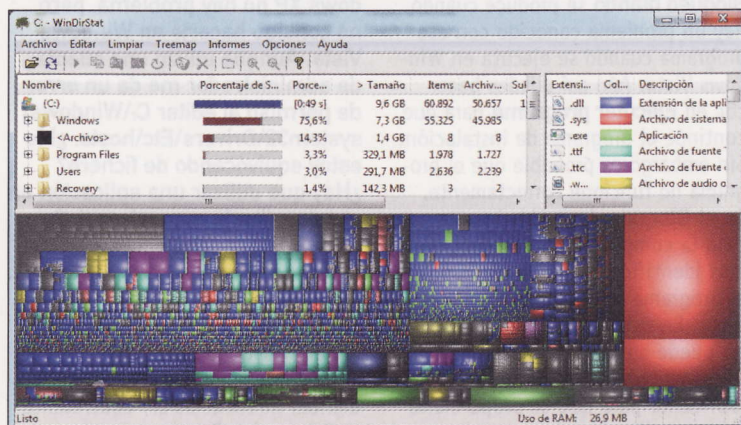 C: - WinDirStat
Archivo Editar Limpiar Treemap Informes Opciones Ayuda
Nombre Porcentaje de S... Porce... > Tamaño Items Archiv... Sul
(C:) [0:49 s] 9,6 GB 60.892 50.657 1
Windows 75,6% 7,3 GB 55.325 45.985
<Archivos> 14,3% 1,4 GB 8 8
Program Files 3,3% 329,1 MB 1.978 1.727
Users 3,0% 291,7 MB 2.636 2.239
Recovery 1,4% 142,3 MB 3 2
Extensi... Col... Descripción
.dll Extensión de la apli
.sys Archivo de sistema
.exe Aplicación
.ttf Archivo de fuente
.ttc Archivo de fuente
.w... Archivo de audio o
Listo Uso de RAM: 26,9 MB